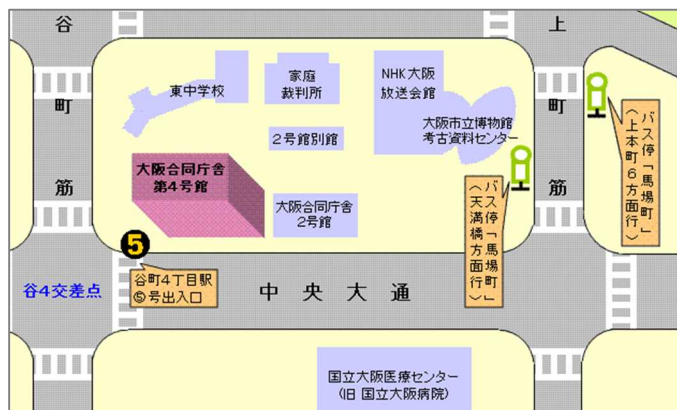 谷
町
筋
上
町
筋
東中学校
家庭
裁判所
NHK大阪
放送会館
大阪市立博物館
考古資料センター
2号館別館
大阪合同庁舎
第4号館
大阪合同庁舎
2号館
バス停「馬場町」
(上本町6方面行)
バス停「馬場町」
(天満橋方面行)
5
谷町4丁目駅
⑤号出入口
谷4交差点
中央大通
国立大阪医療センター
(旧 国立大阪病院)